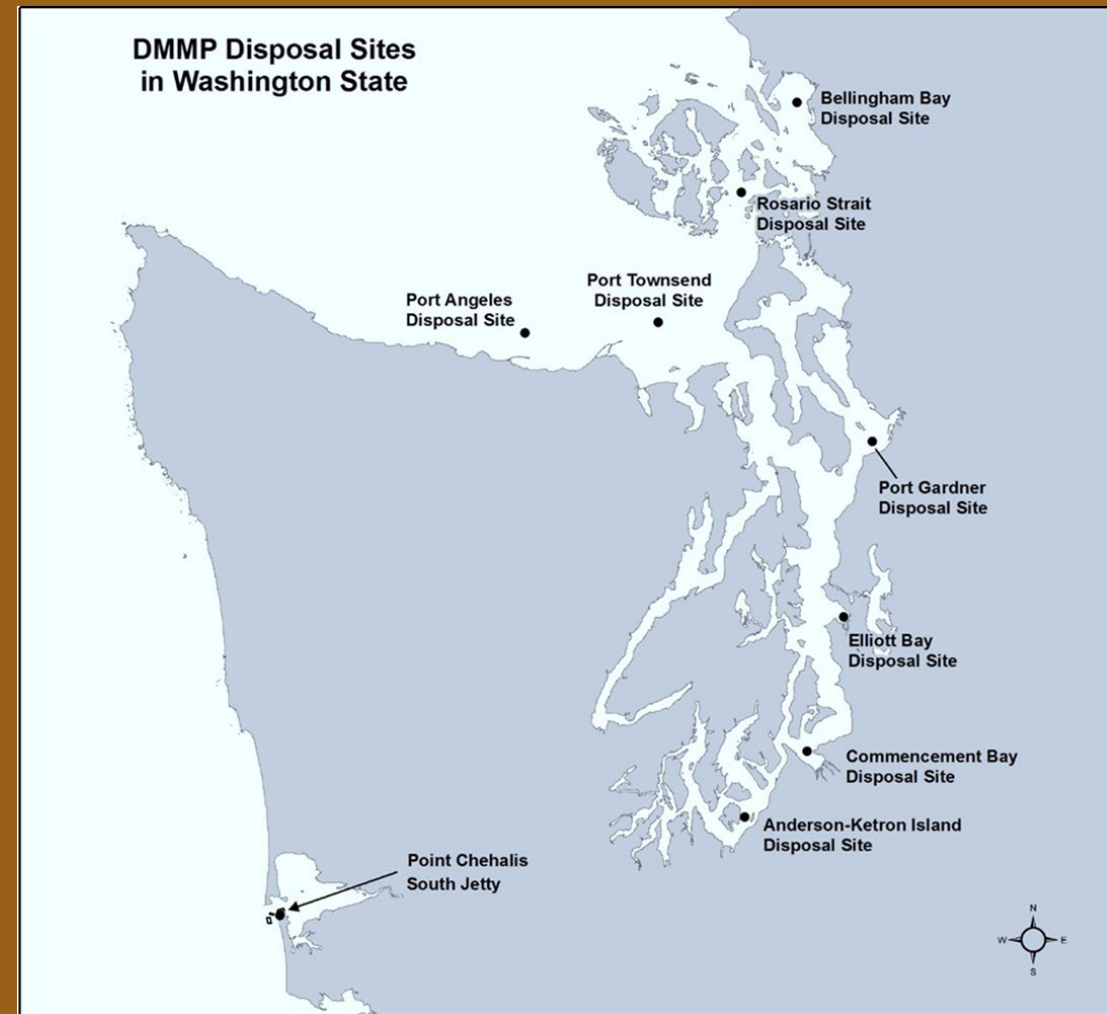 DMMP Disposal Sites
in Washington State
Bellingham Bay
Disposal Site
Rosario Strait
Disposal Site
Port Townsend
Disposal Site
Port Angeles
Disposal Site
Port Gardner
Disposal Site
Elliott Bay
Disposal Site
Commencement Bay
Disposal Site
Anderson-Ketron Island
Disposal Site
Point Chehalis
South Jetty
N
W E
S